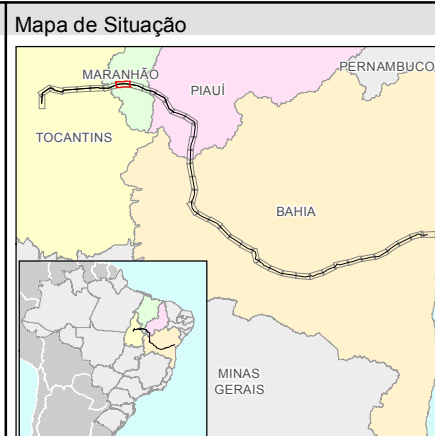 Mapa de Situação
PERNAMBUCO
MARANHÃO
PIAUÍ
TOCANTINS
BAHIA
MINAS
GERAIS